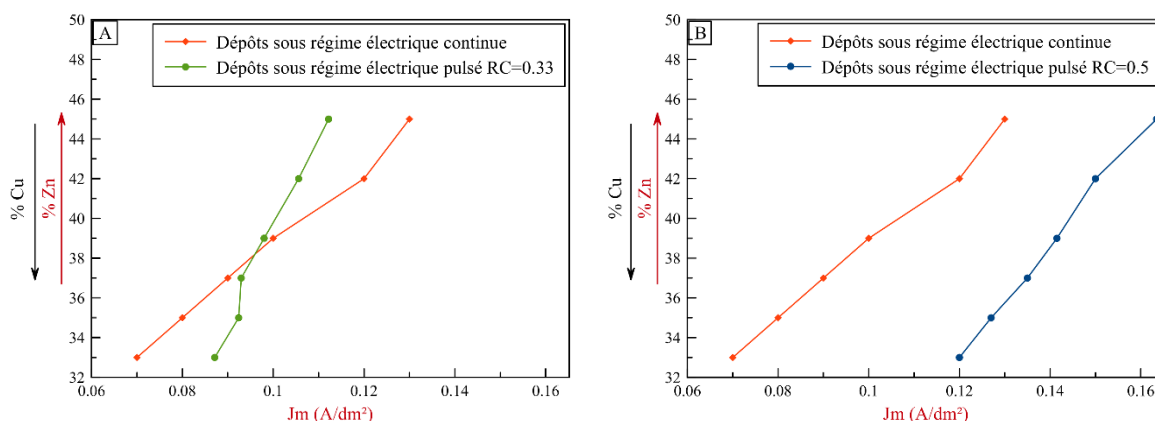 A
Dépôts sous régime électrique continue
Dépôts sous régime électrique pulsé RC=0.33
50
48
46
44
42
40
38
36
34
32
% Cu
% Zn
0.06
0.08
0.1
0.12
0.14
0.16
Jm (A/dm²)
B
Dépôts sous régime électrique continue
Dépôts sous régime électrique pulsé RC=0.5
50
48
46
44
42
40
38
36
34
32
% Cu
% Zn
0.06
0.08
0.1
0.12
0.14
0.16
Jm (A/dm²)